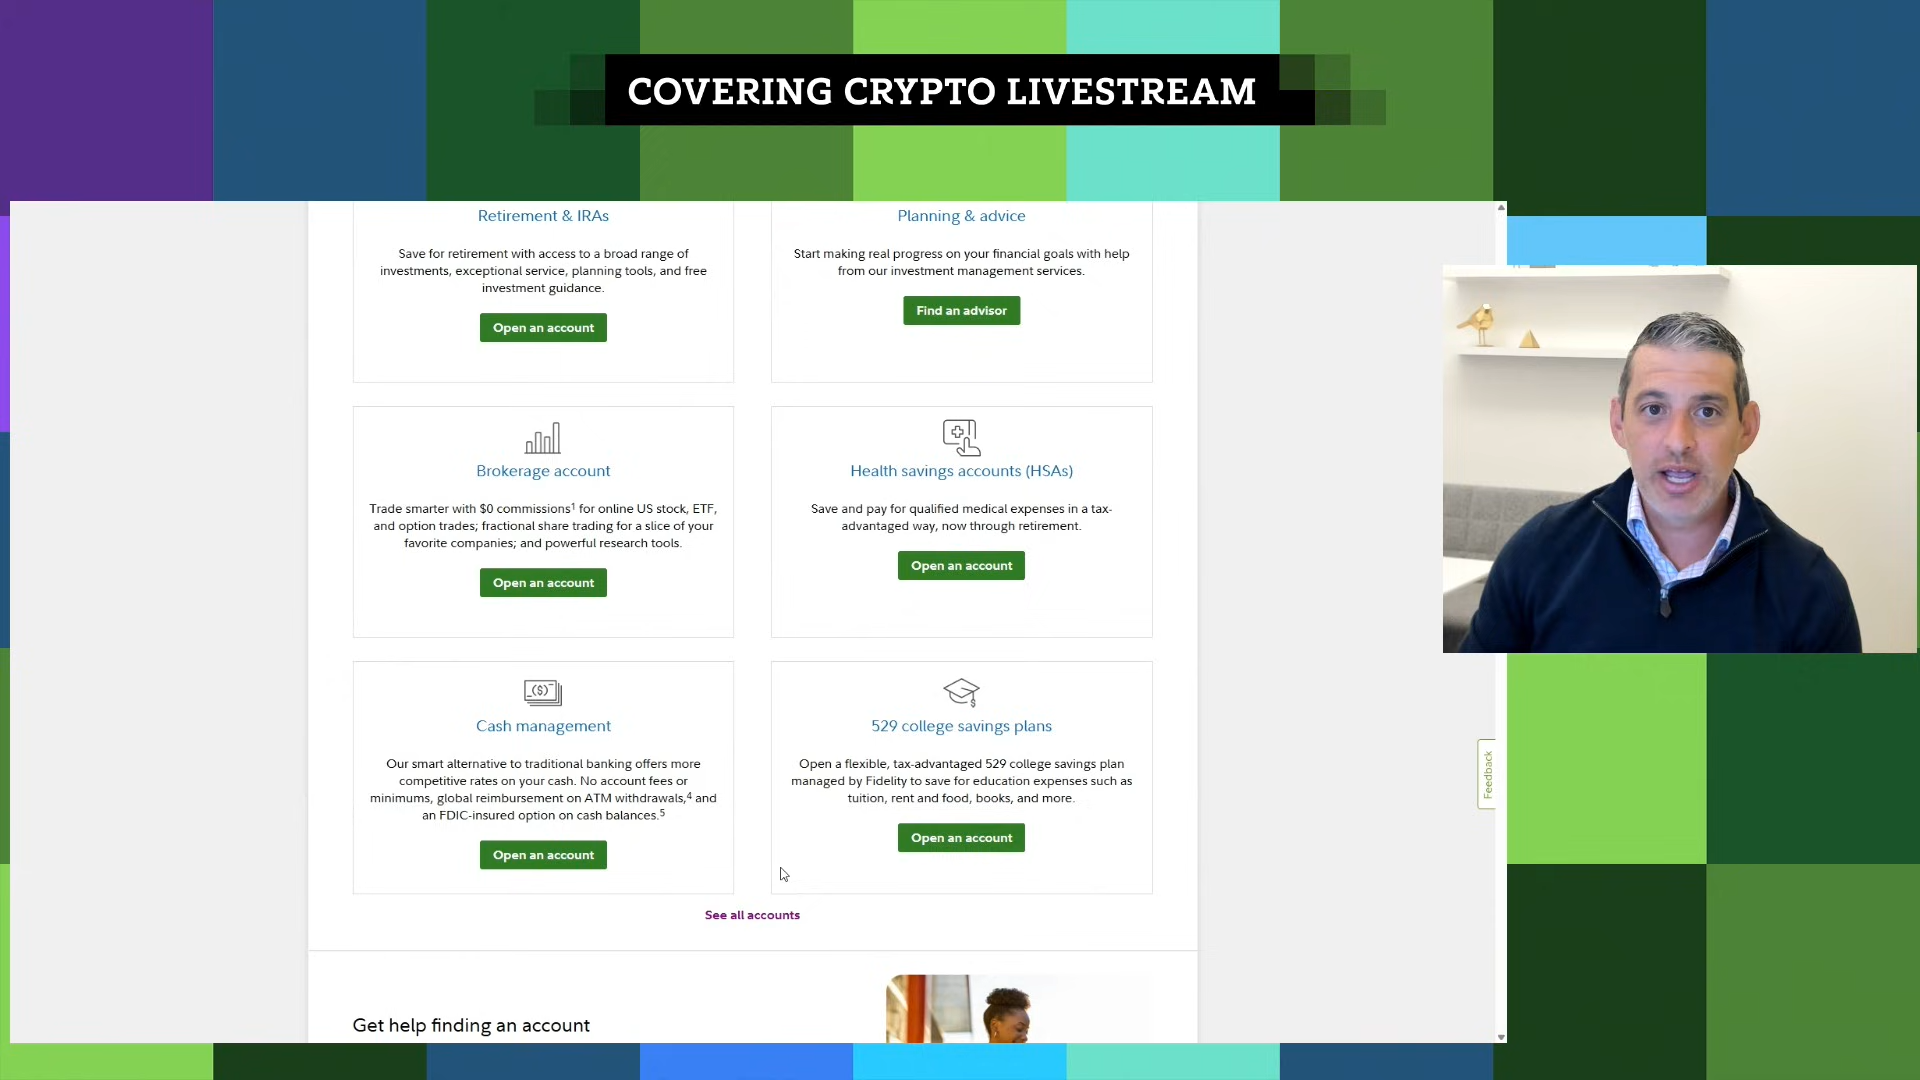 COVERING CRYPTO LIVESTREAM
Retirement & IRAs
Save for retirement with access to a broad range of
investments, exceptional service, planning tools, and free
investment guidance.
Open an account
Planning & advice
Start making real progress on your financial goals with help
from our investment management services.
Find an advisor
Brokerage account
Trade smarter with $0 commissions¹ for online US stock, ETF,
and option trades; fractional share trading for a slice of your
favorite companies; and powerful research tools.
Open an account
Health savings accounts (HSAs)
Save and pay for qualified medical expenses in a tax-
advantaged way, now through retirement.
Open an account
($)
Cash management
Our smart alternative to traditional banking offers more
competitive rates on your cash. No account fees or
minimums, global reimbursement on ATM withdrawals,⁴ and
an FDIC-insured option on cash balances.⁵
Open an account
$
529 college savings plans
Open a flexible, tax-advantaged 529 college savings plan
managed by Fidelity to save for education expenses such as
tuition, rent and food, books, and more.
Open an account
See all accounts
Get help finding an account
Feedback